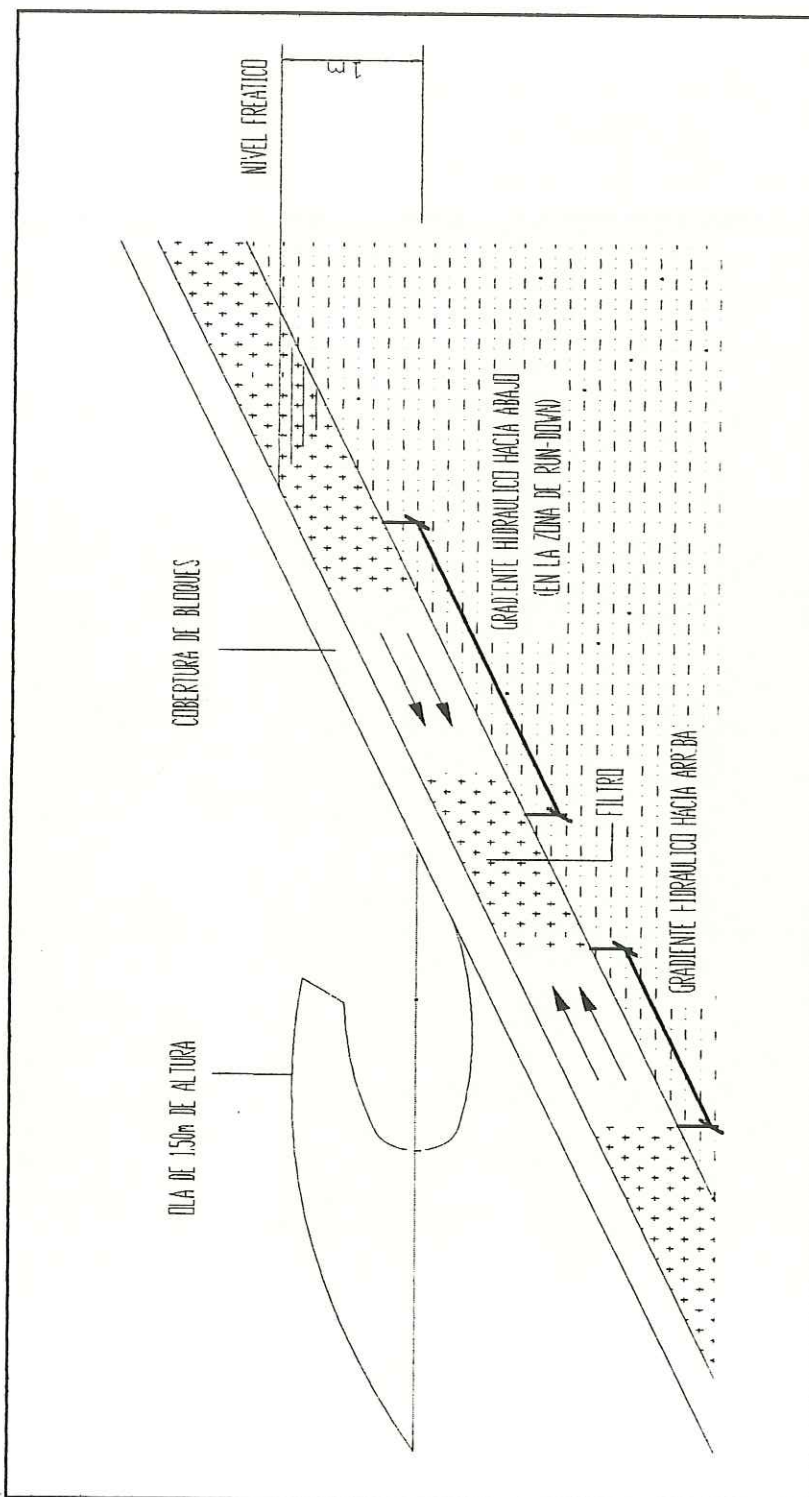 NIVEL FREATICO
1m
COBERTURA DE BLOQUES
OLA DE 1.50m DE ALTURA
GRADIENTE HIDRAULICO HACIA ABAJO
(EN LA ZONA DE RUN-DOWN)
FILTRO
GRADIENTE HIDRAULICO HACIA ARRIBA